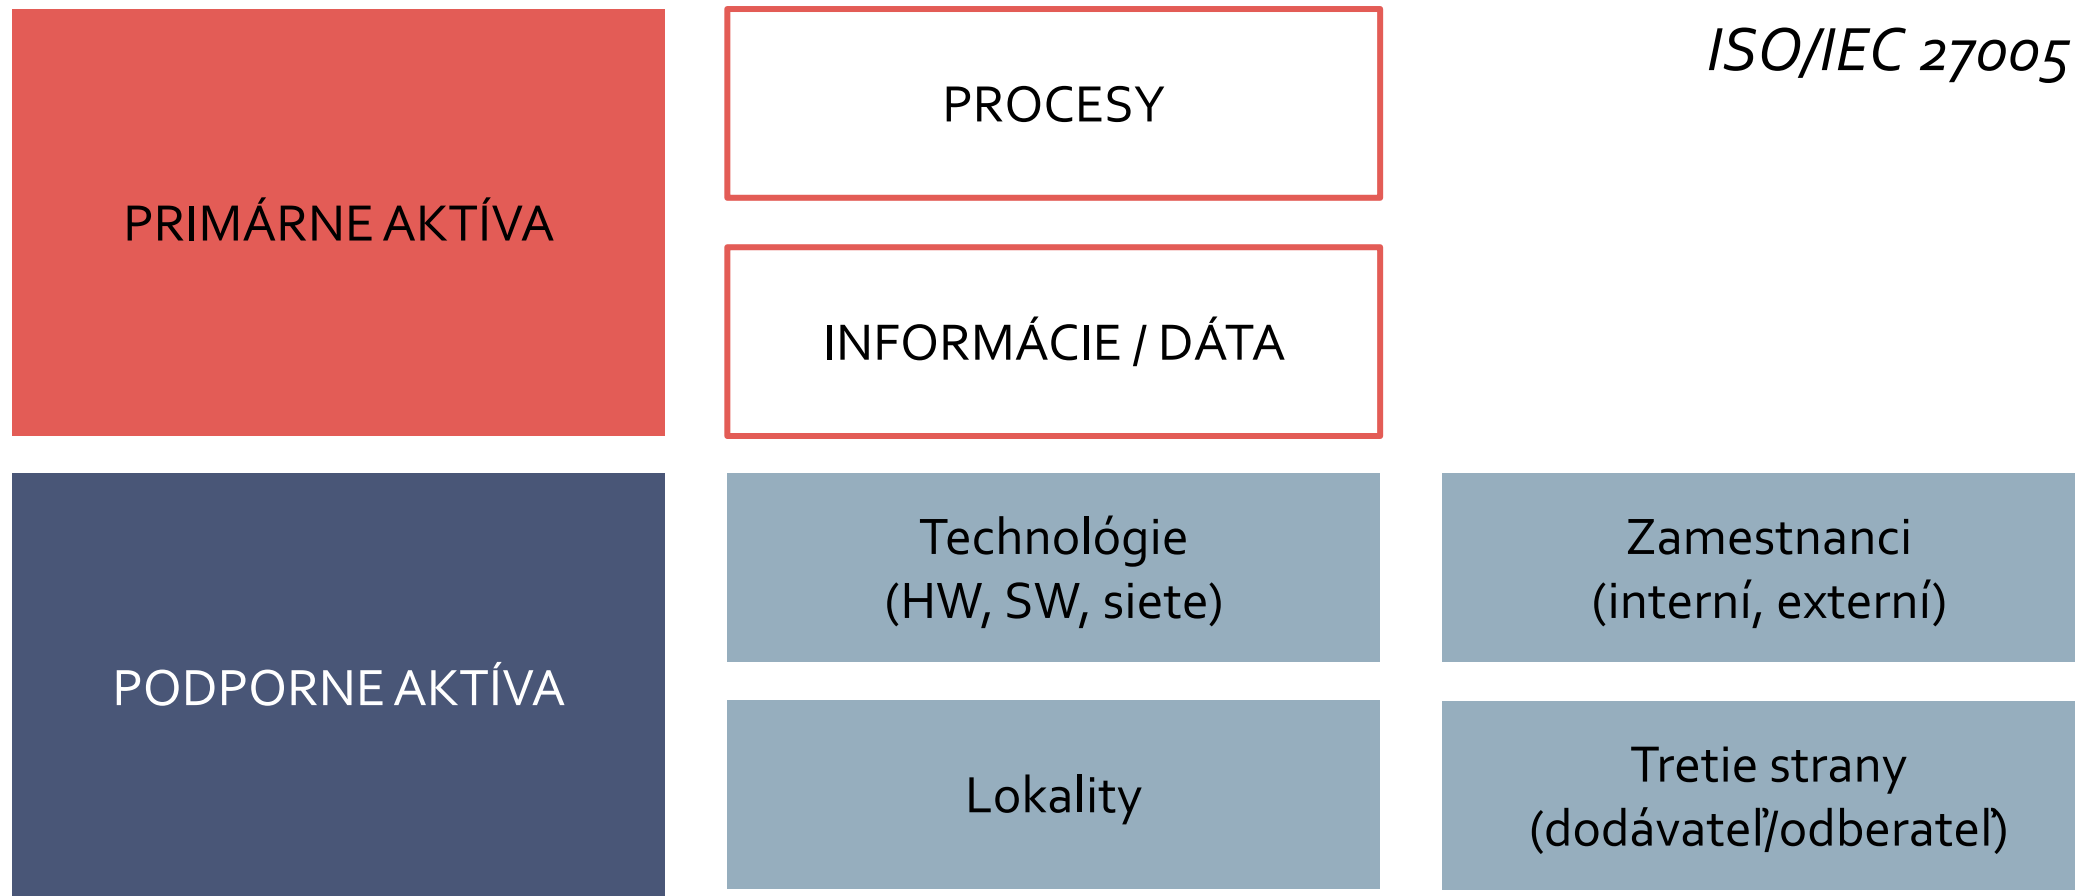 ISO/IEC 27005
PRIMÁRNE AKTÍVA
PROCESY
INFORMÁCIE / DÁTA
PODPORNE AKTÍVA
Technológie
(HW, SW, siete)
Zamestnanci
(interní, externí)
Lokality
Tretie strany
(dodávateľ/odberateľ)